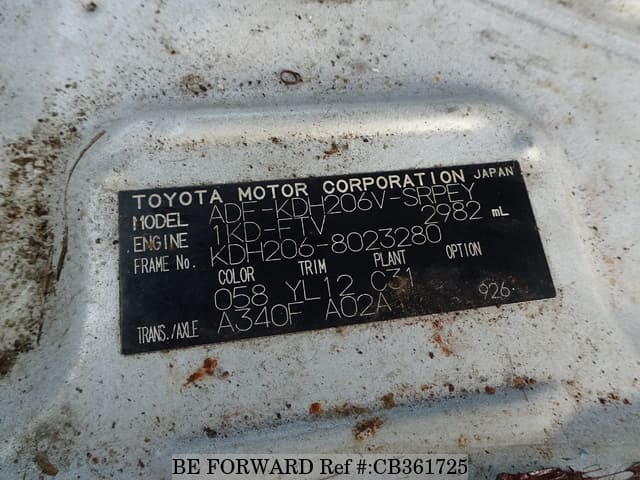 TOYOTA MOTOR CORPORATION JAPAN
MODEL ADF-KDH206V-SRPEY
ENGINE 1KD-FTV 2982 mL
FRAME No. KDH206-8023280
COLOR TRIM PLANT OPTION
058 YL12 C31
TRANS./AXLE A340F A02A 926
BE FORWARD Ref #:CB361725